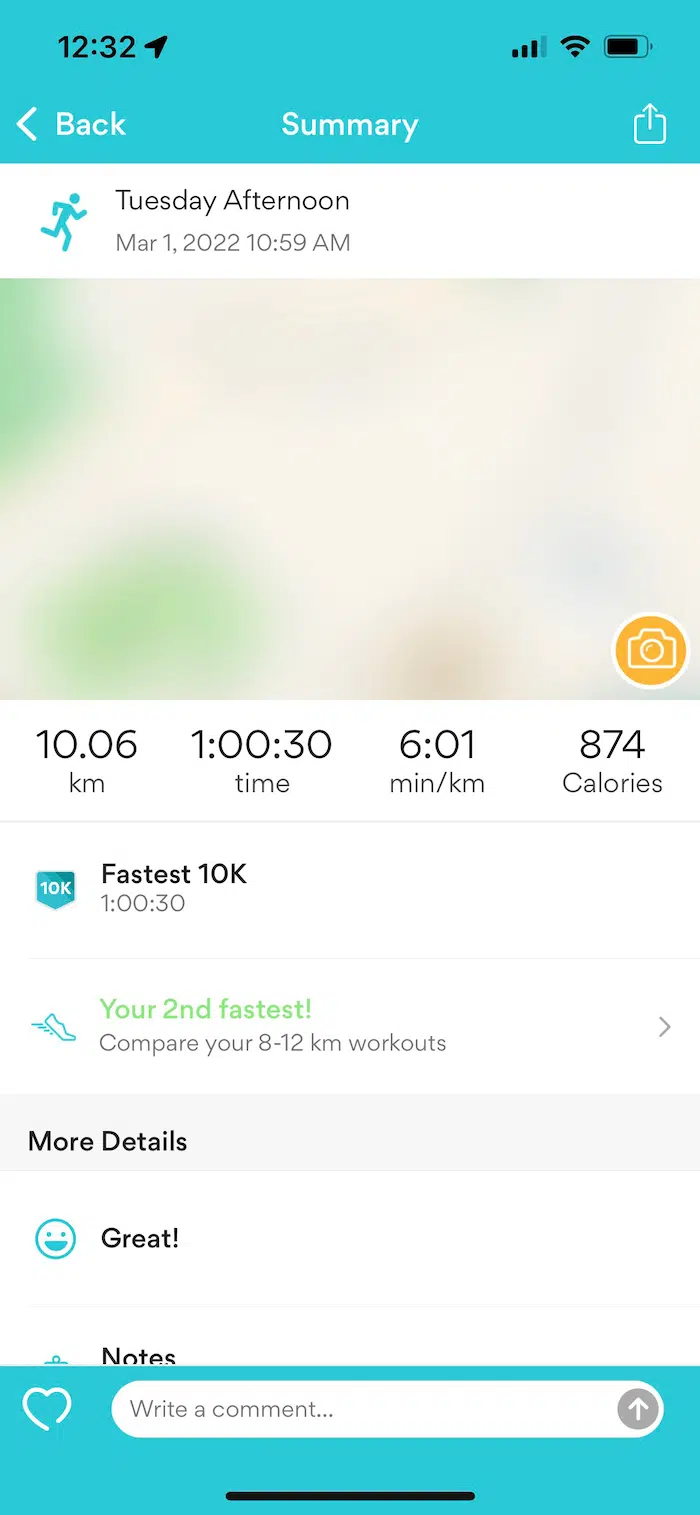 12:32
Back Summary
Tuesday Afternoon
Mar 1, 2022 10:59 AM
10.06 1:00:30 6:01 874
km time min/km Calories
10K
Fastest 10K
1:00:30
Your 2nd fastest!
Compare your 8-12 km workouts
More Details
Great!
Notes
Write a comment...